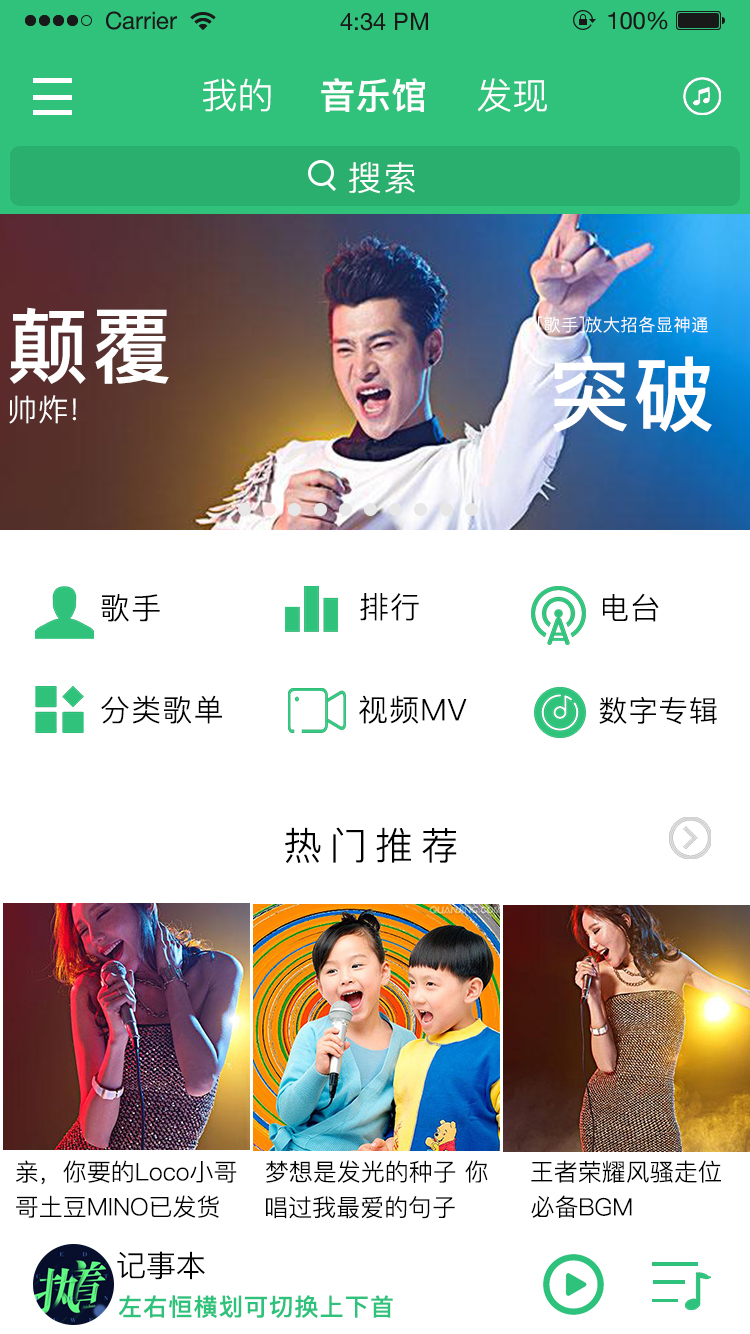 Carrier 4:34 PM 100%
我的 音乐馆 发现
搜索
颠覆
帅炸!
[歌手]放大招各显神通
突破
歌手 排行 电台
分类歌单 视频MV 数字专辑
热门推荐
亲，你要的Loco小哥
哥土豆MINO已发货
梦想是发光的种子 你
唱过我最爱的句子
王者荣耀风骚走位
必备BGM
执着
记事本
左右恒横划可切换上下首